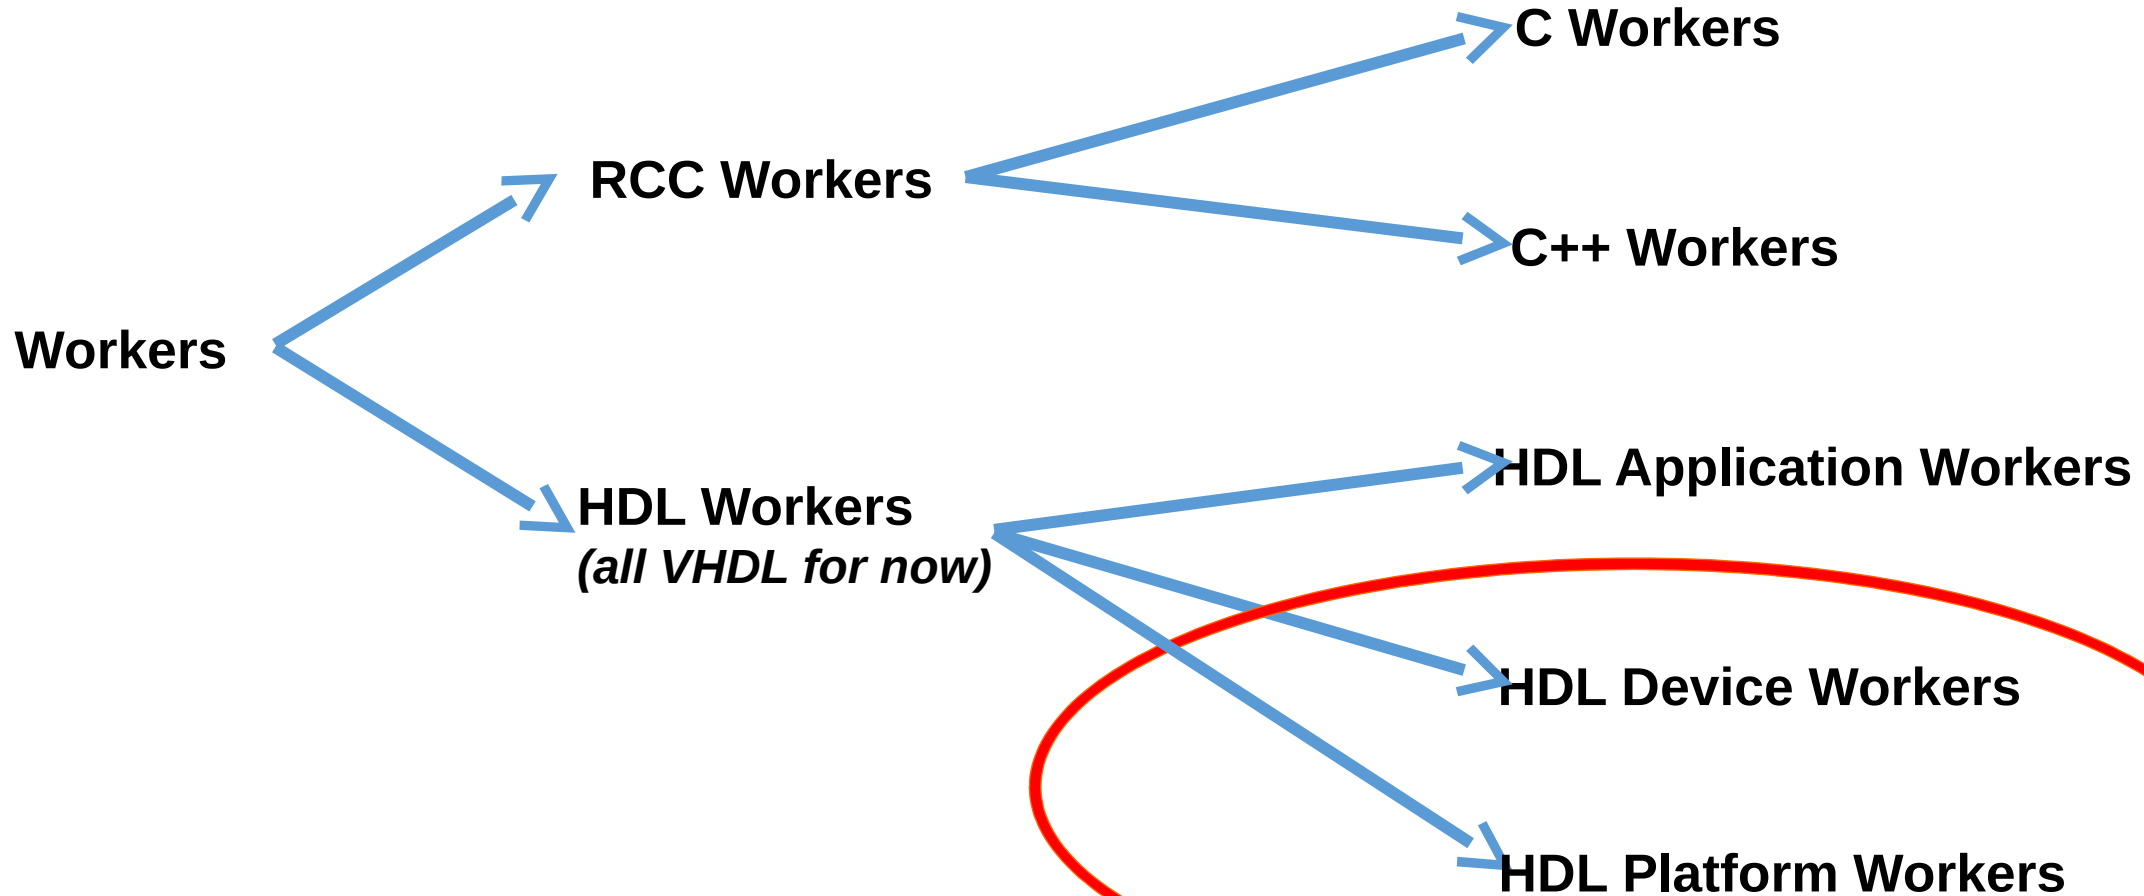 C Workers
RCC Workers
C++ Workers
Workers
HDL Application Workers
HDL Workers
(all VHDL for now)
HDL Device Workers
HDL Platform Workers